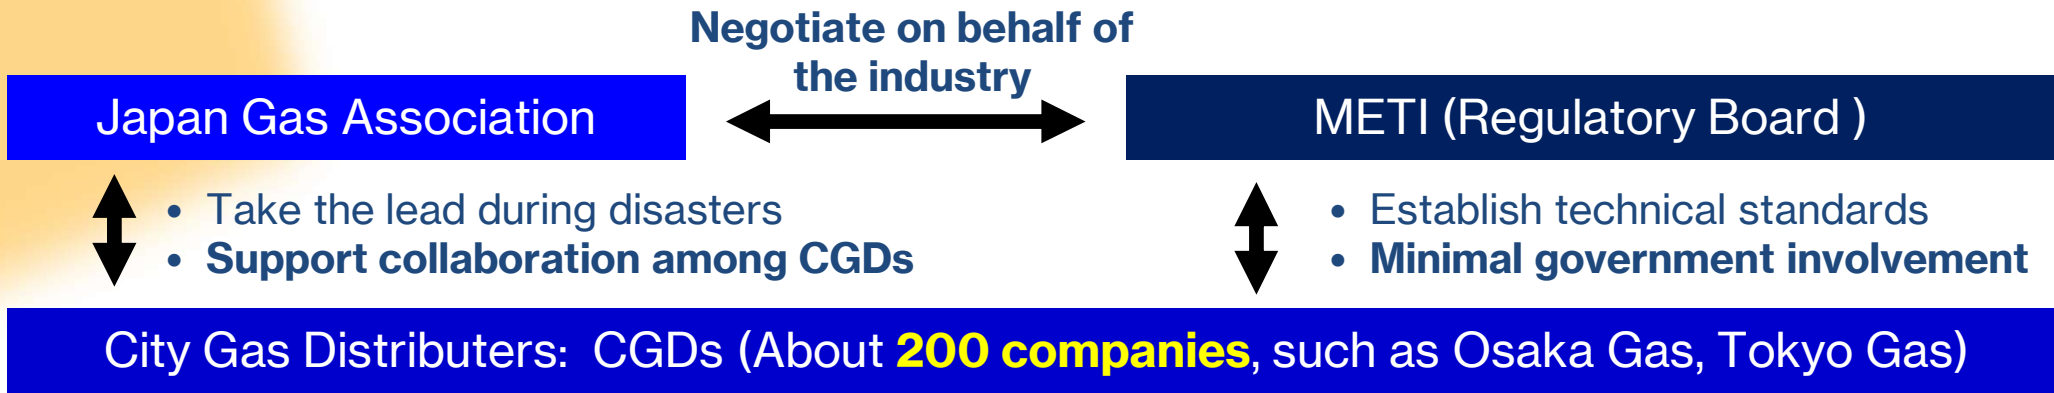 Negotiate on behalf of
the industry
Japan Gas Association
METI (Regulatory Board )
• Take the lead during disasters
• Support collaboration among CGDs
• Establish technical standards
• Minimal government involvement
City Gas Distributers:  CGDs (About 200 companies, such as Osaka Gas, Tokyo Gas)